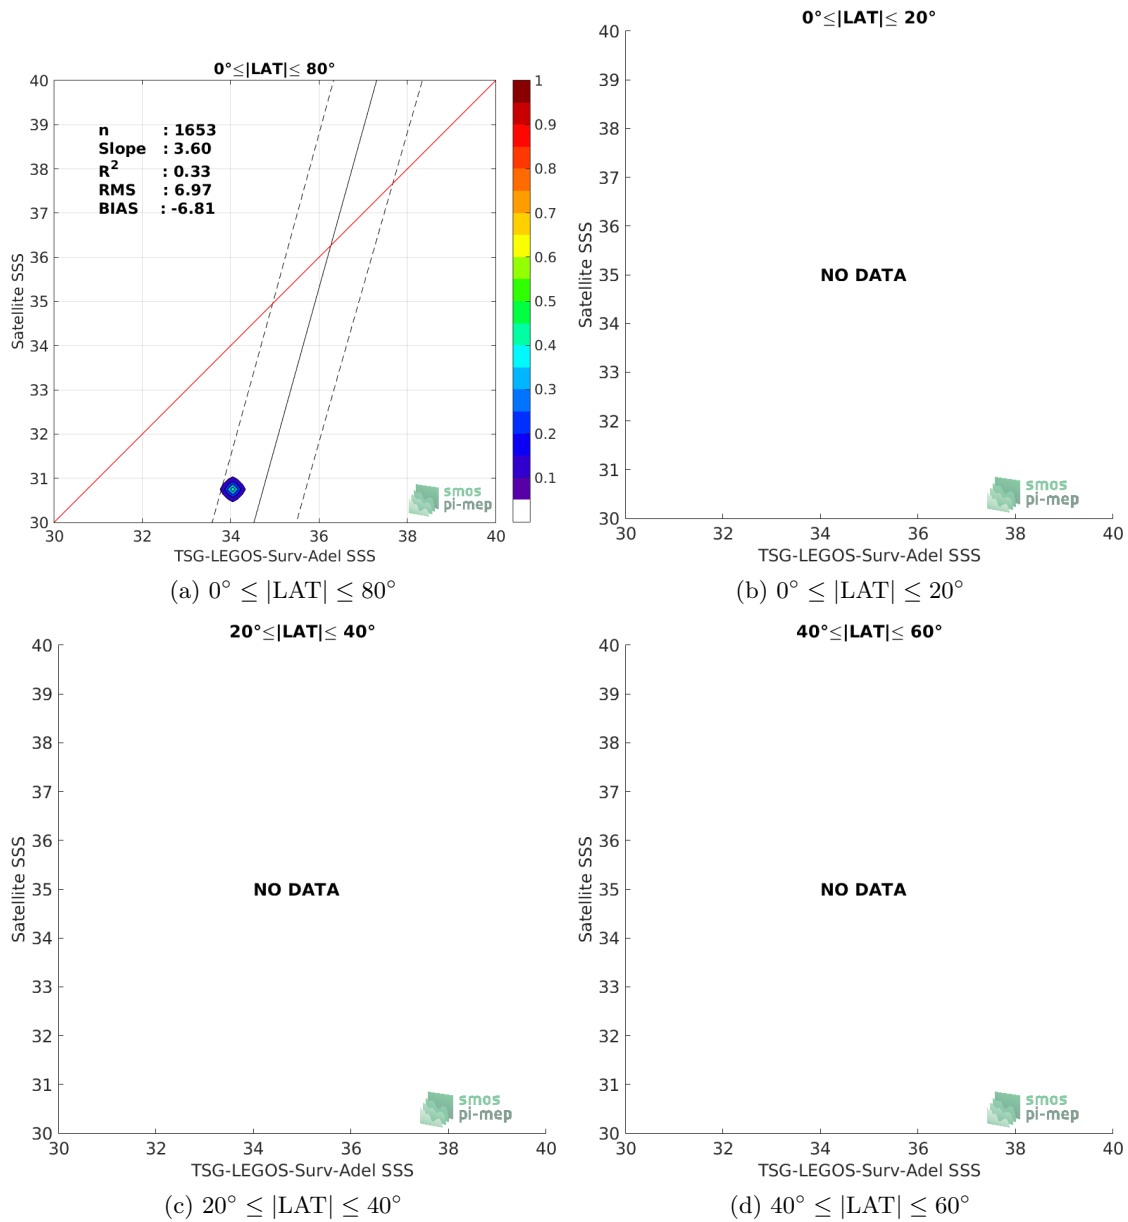 0°≤|LAT|≤ 80°
40
39
38
37
36
35
34
33
32
31
30
Satellite SSS
n : 1653
Slope : 3.60
R2 : 0.33
RMS : 6.97
BIAS : -6.81
1
0.9
0.8
0.7
0.6
0.5
0.4
0.3
0.2
0.1
smos
pi-mep
30 32 34 36 38 40
TSG-LEGOS-Surv-Adel SSS
(a) 0° ≤ |LAT| ≤ 80°
0°≤|LAT|≤ 20°
40
39
38
37
36
35
34
33
32
31
30
Satellite SSS
NO DATA
smos
pi-mep
30 32 34 36 38 40
TSG-LEGOS-Surv-Adel SSS
(b) 0° ≤ |LAT| ≤ 20°
20°≤|LAT|≤ 40°
40
39
38
37
36
35
34
33
32
31
30
Satellite SSS
NO DATA
smos
pi-mep
30 32 34 36 38 40
TSG-LEGOS-Surv-Adel SSS
(c) 20° ≤ |LAT| ≤ 40°
40°≤|LAT|≤ 60°
40
39
38
37
36
35
34
33
32
31
30
Satellite SSS
NO DATA
smos
pi-mep
30 32 34 36 38 40
TSG-LEGOS-Surv-Adel SSS
(d) 40° ≤ |LAT| ≤ 60°